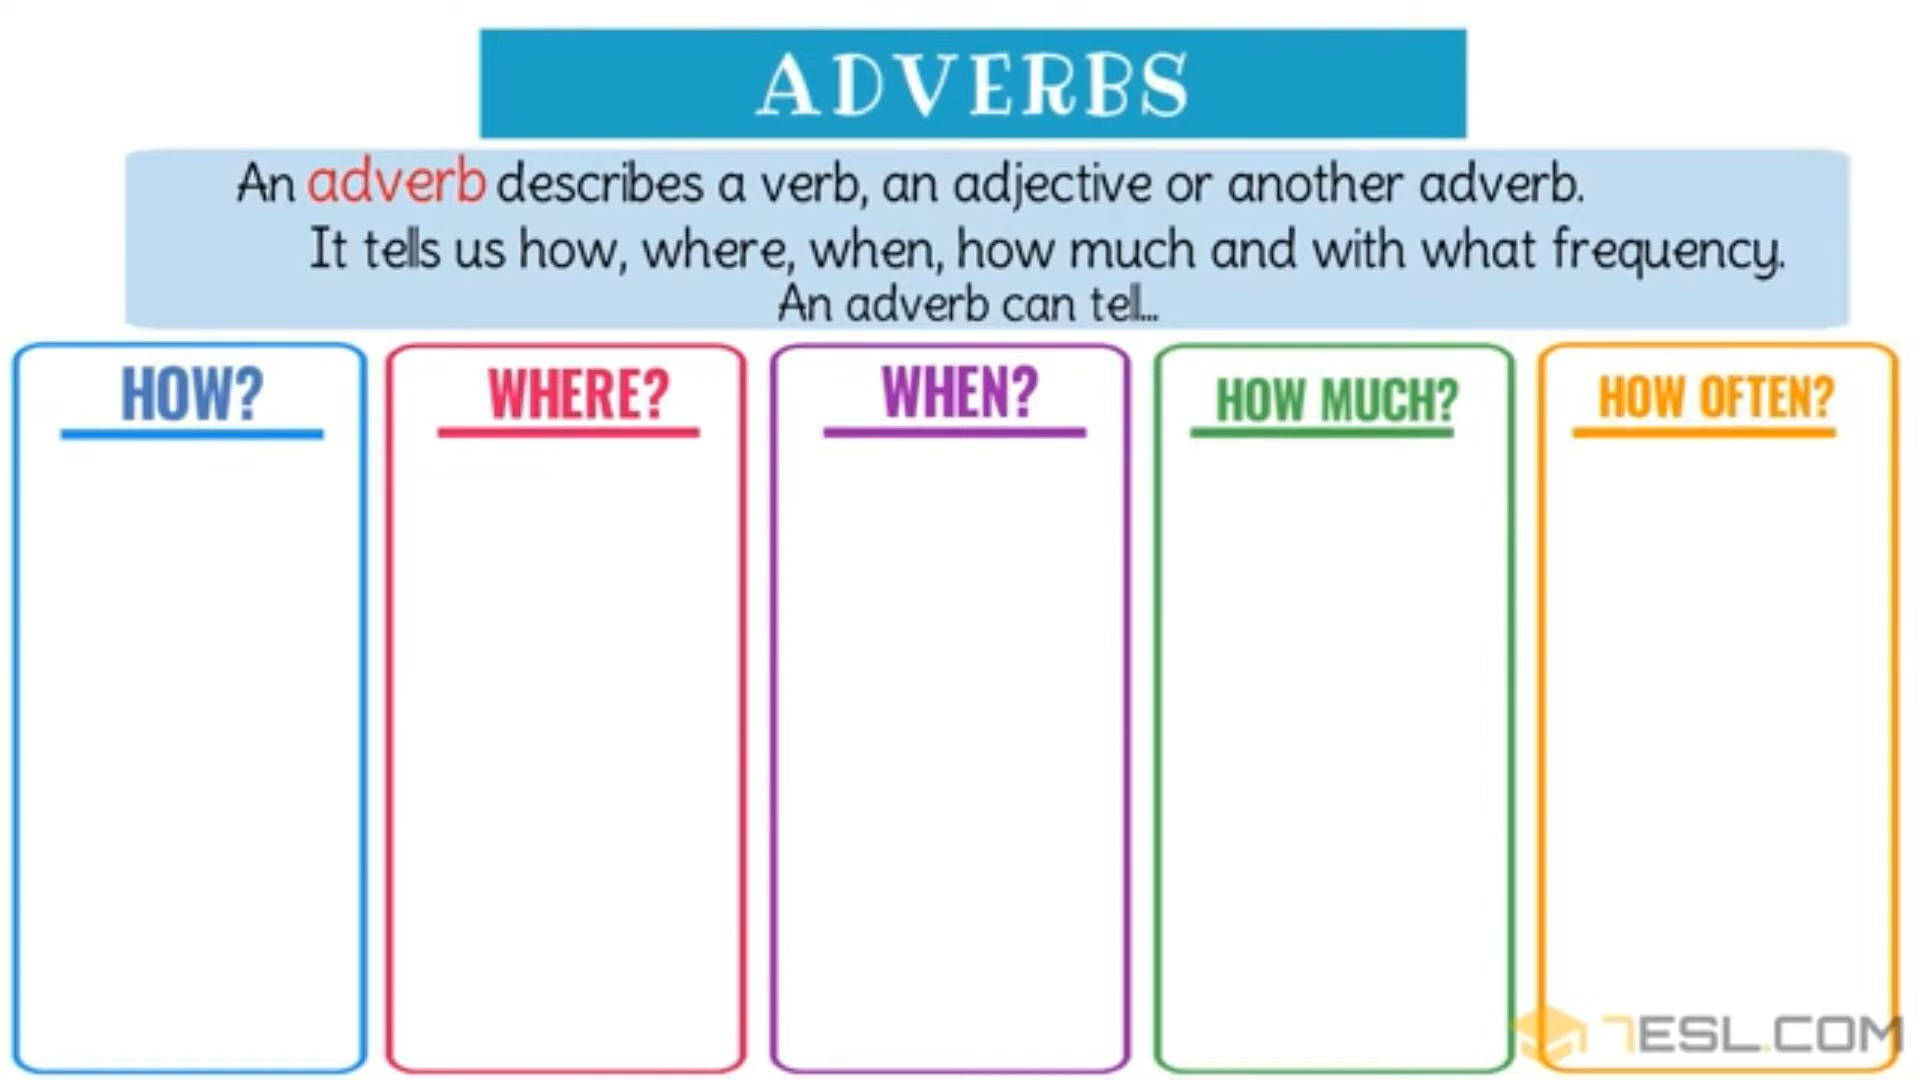 ADVERBS
An adverb describes a verb, an adjective or another adverb.
It tells us how, where, when, how much and with what frequency.
An adverb can tell...
HOW?
WHERE?
WHEN?
HOW MUCH?
HOW OFTEN?
7ESL.COM